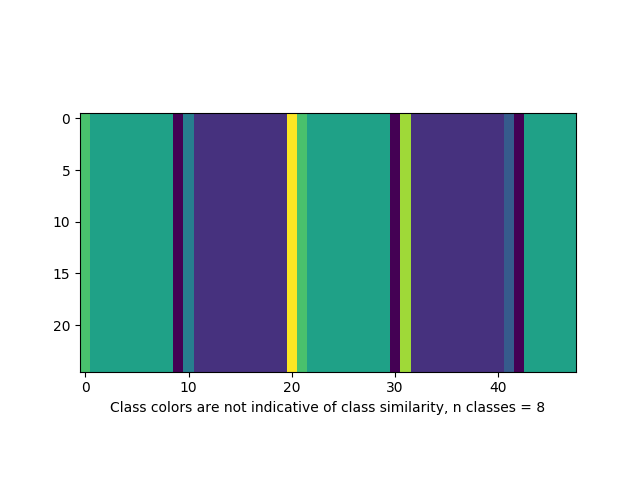 0
5
10
15
20
0 10 20 30 40
Class colors are not indicative of class similarity, n classes = 8